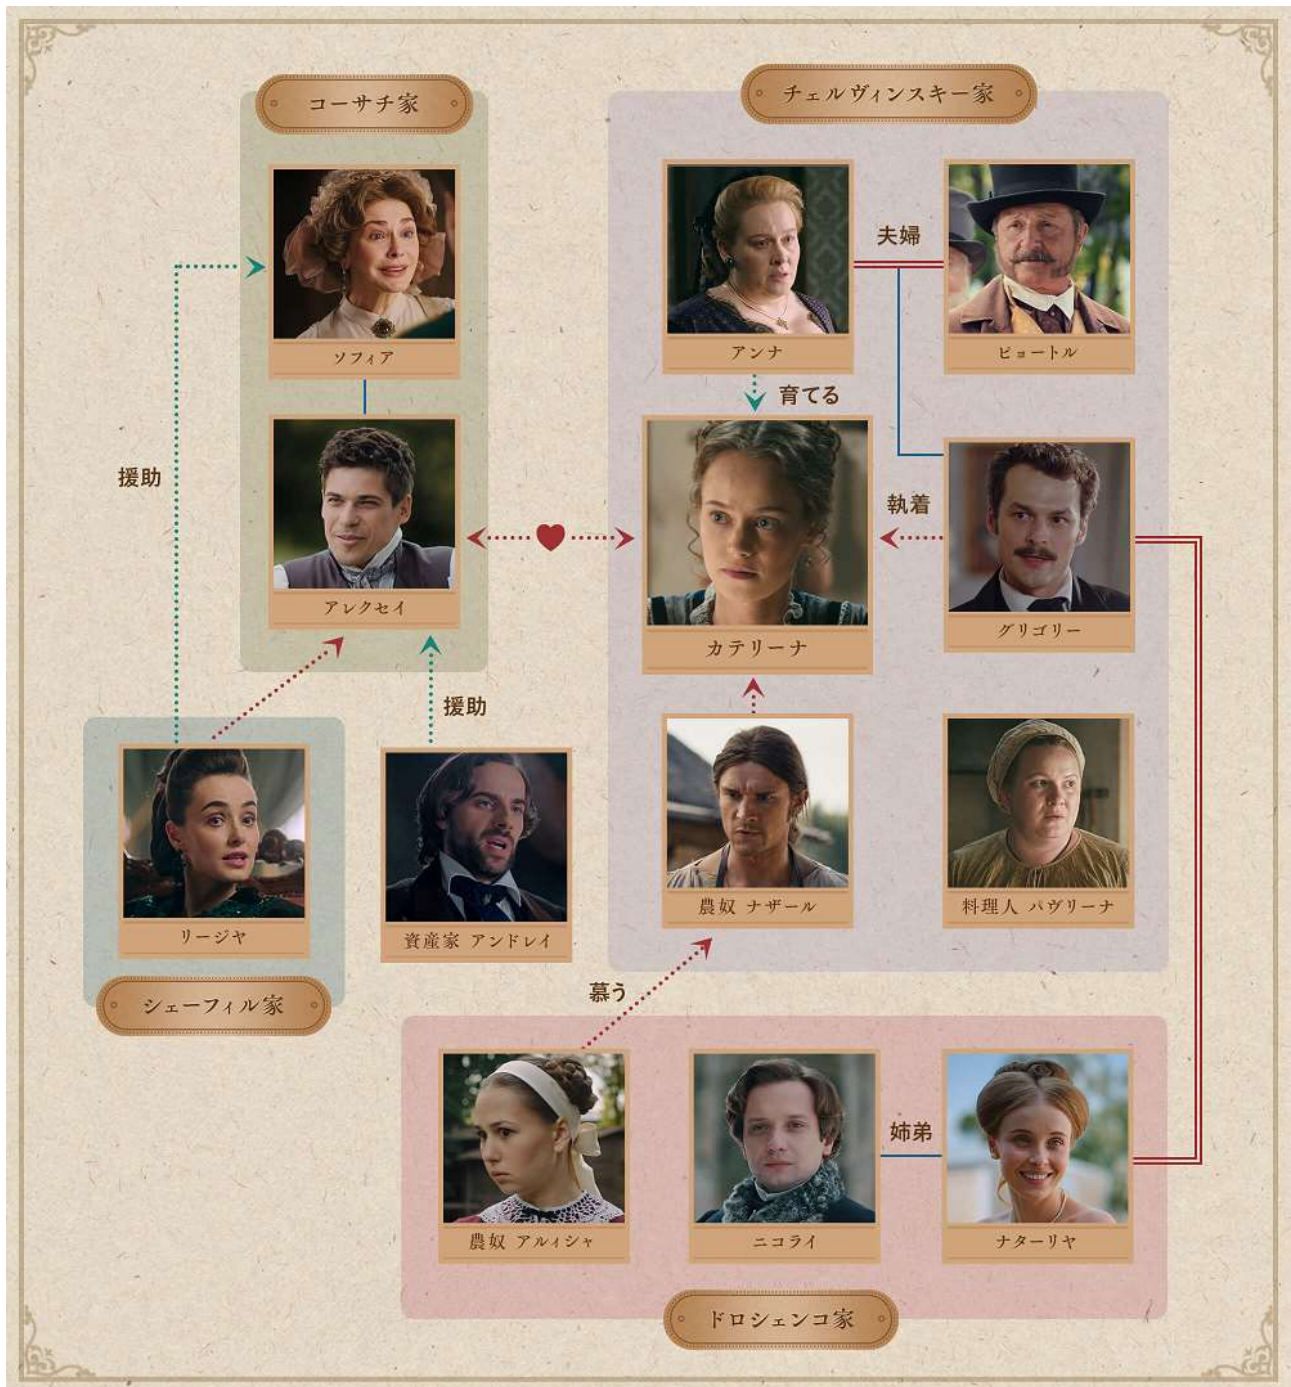 コーサチ家
チェルヴィンスキー家
ソフィア
アンナ
夫婦
ピョートル
育てる
援助
アレクセイ
カテリーナ
執着
グリゴリー
援助
リージヤ
シェーフィル家
資産家 アンドレイ
農奴 ナザール
料理人 パヴリーナ
慕う
農奴 アルィシャ
ニコライ
姉弟
ナターリヤ
ドロシェンコ家